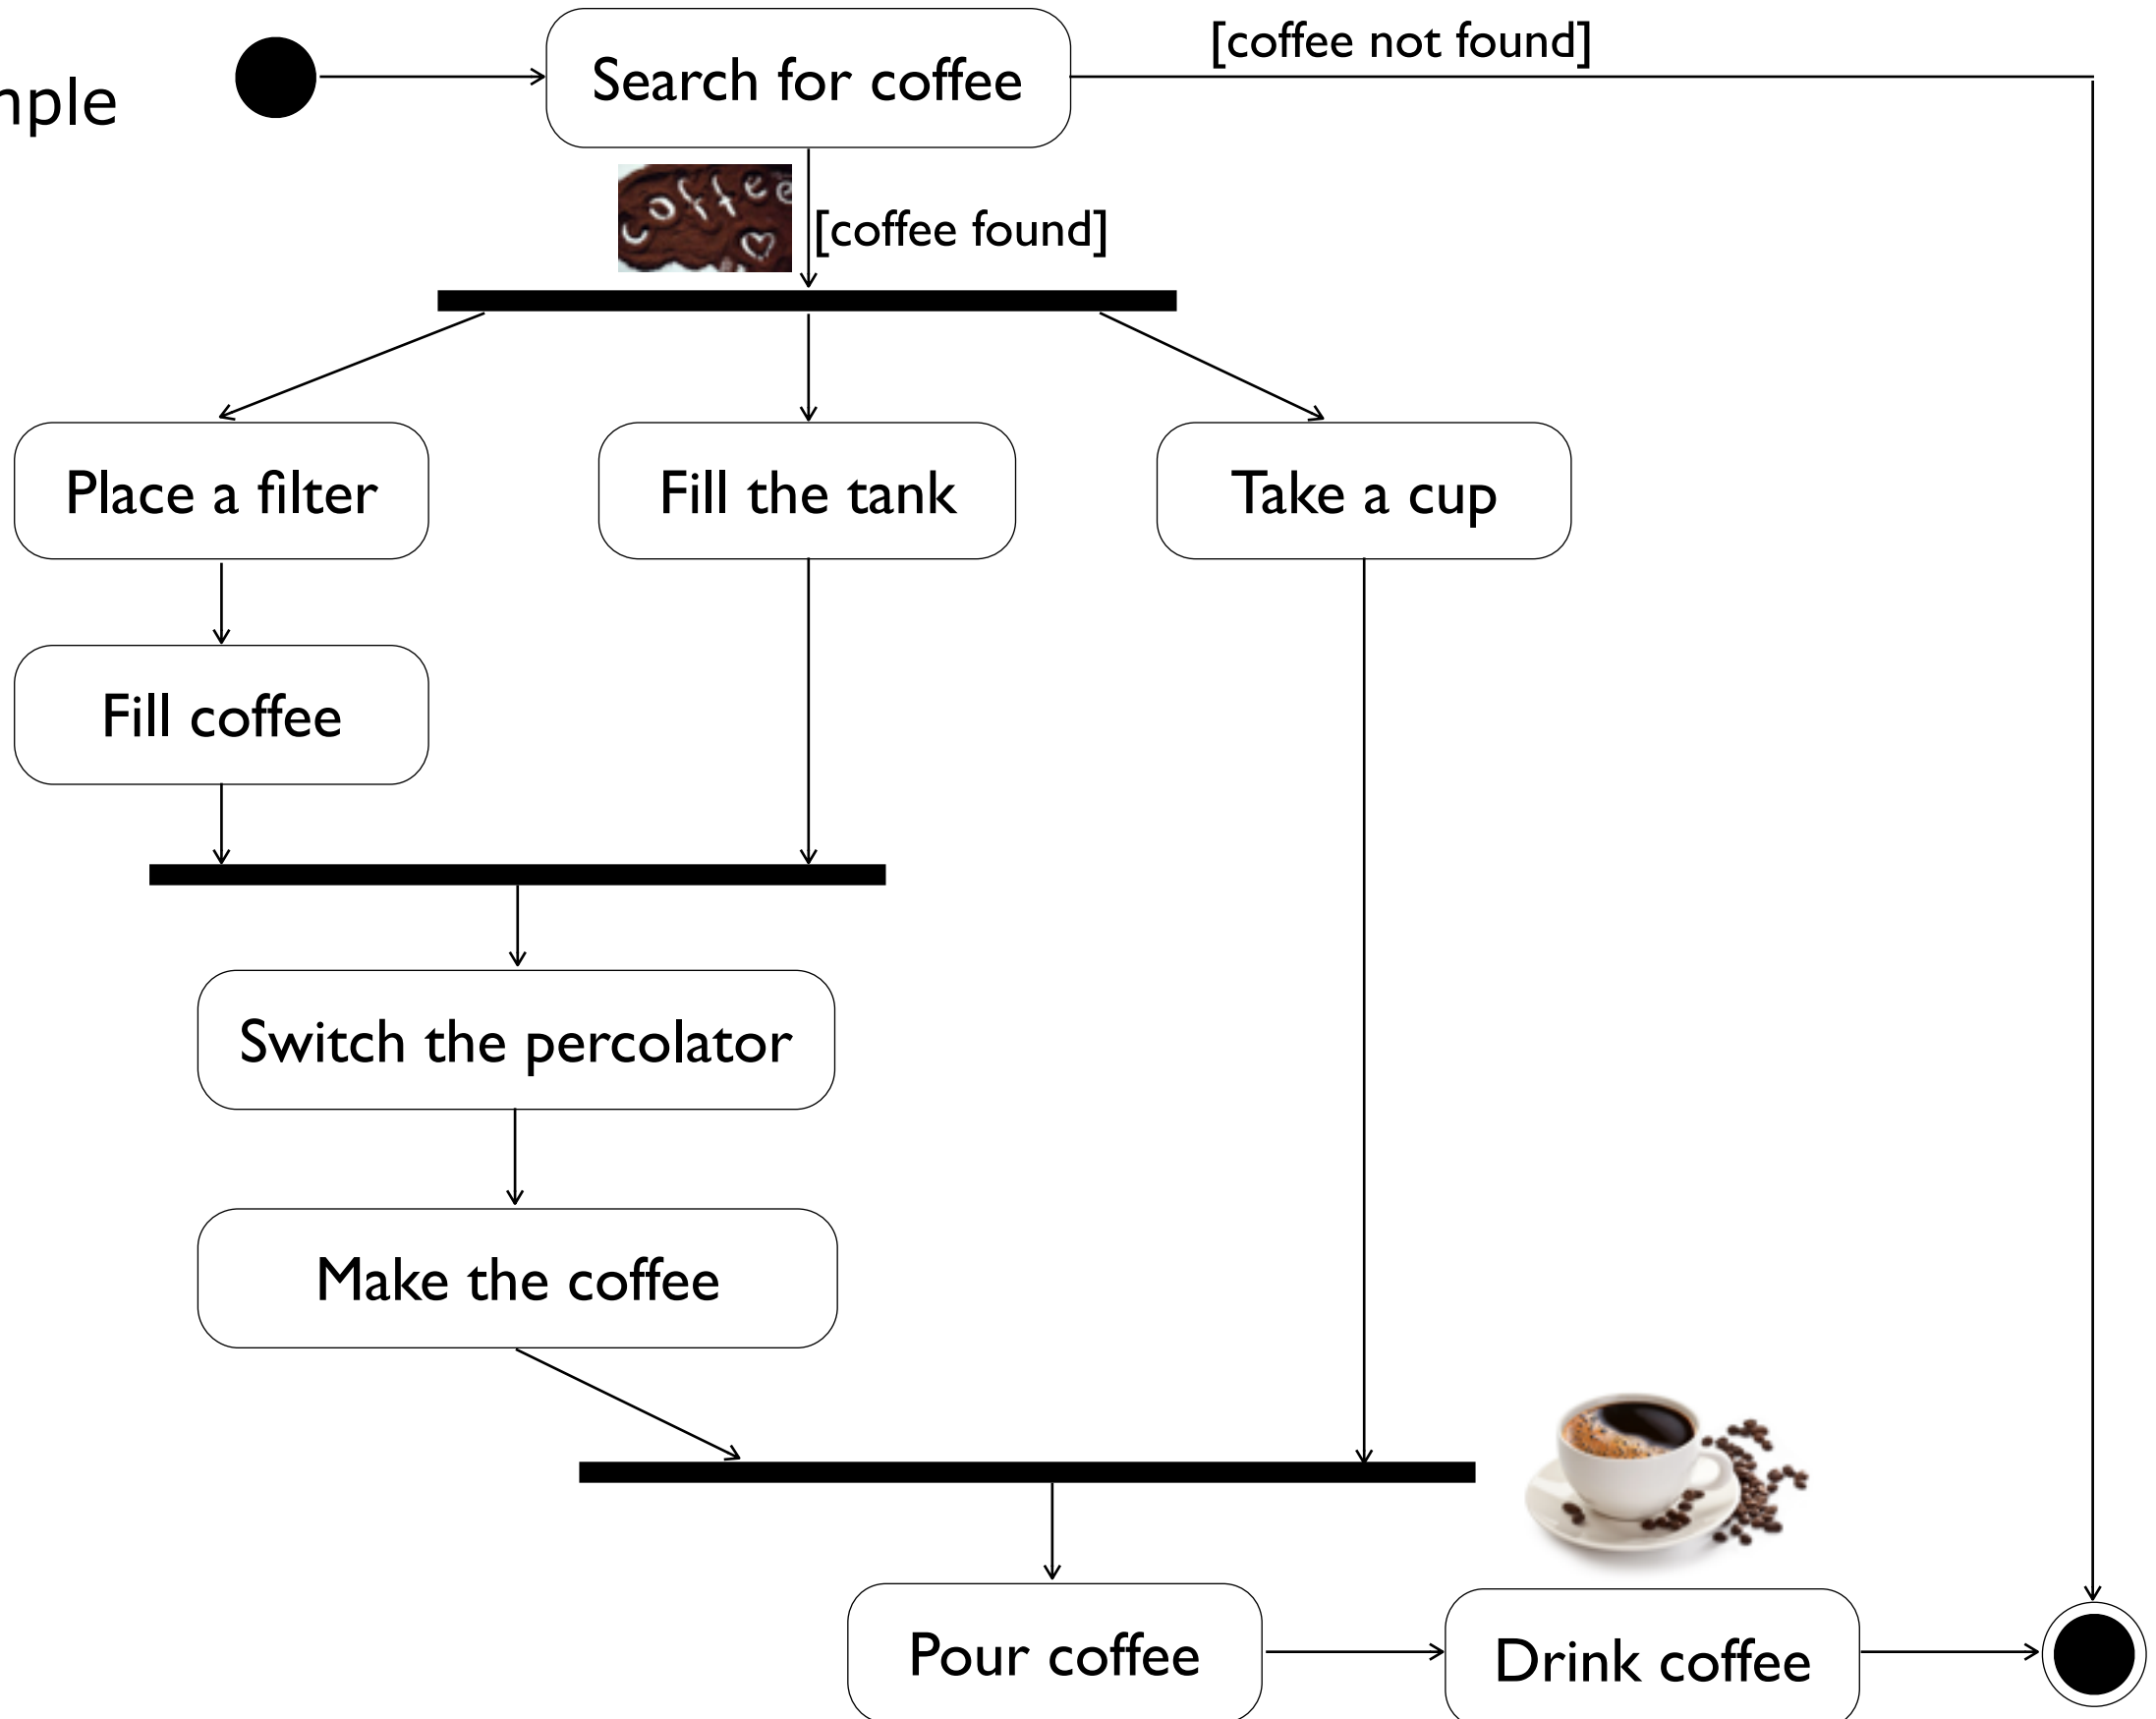 Search for coffee
[coffee not found]
nple
coffee
[coffee found]
Place a filter
Fill the tank
Take a cup
Fill coffee
Switch the percolator
Make the coffee
Pour coffee
Drink coffee